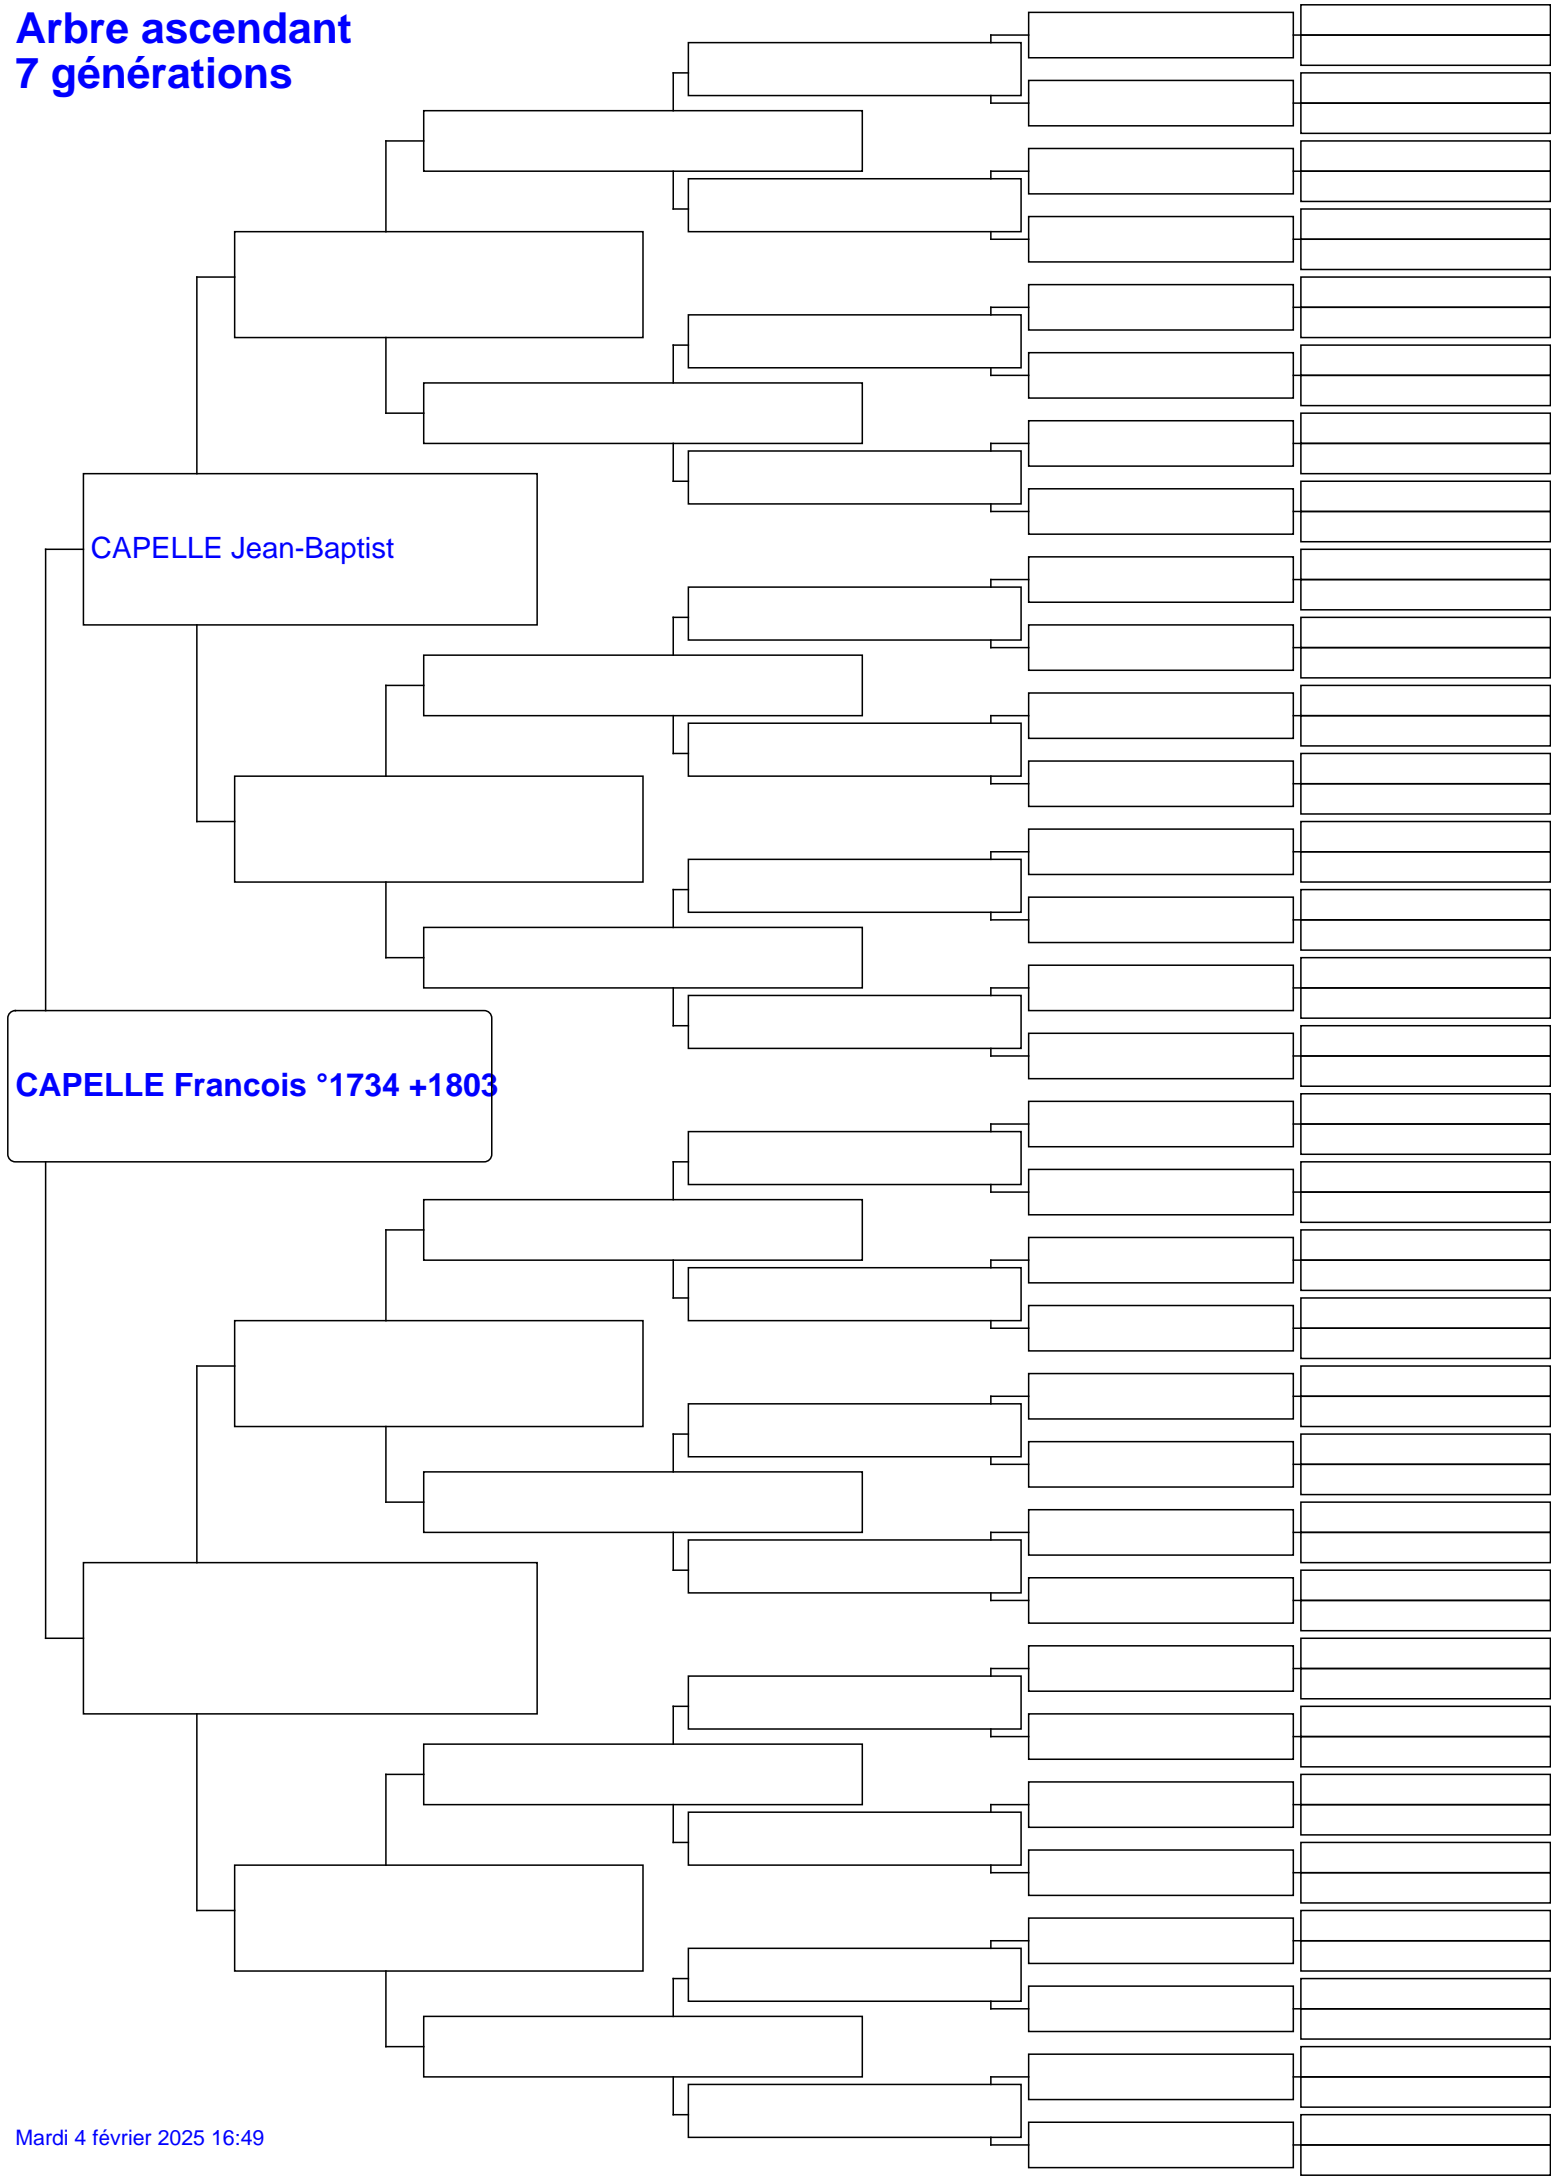 Arbre ascendant
7 générations
CAPELLE Jean-Baptist
CAPELLE Francois °1734 +1803
Mardi 4 février 2025 16:49